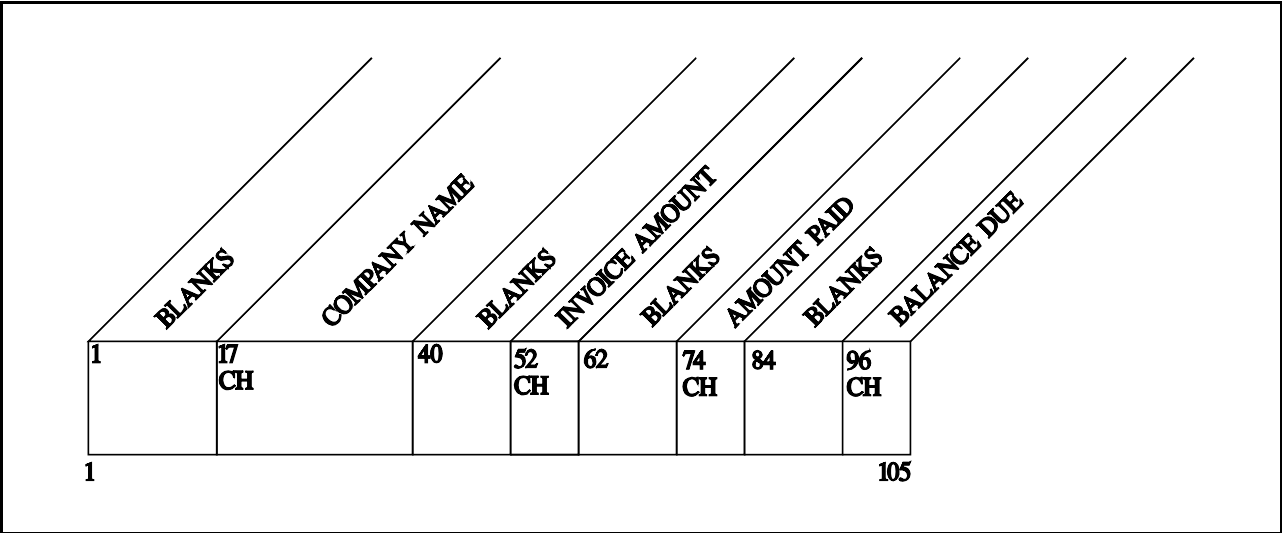 BLANKS
COMPANY NAME
BLANKS
INVOICE AMOUNT
BLANKS
AMOUNT PAID
BLANKS
BALANCE DUE
1 17 40 52 62 74 84 96
CH CH CH CH
1 105